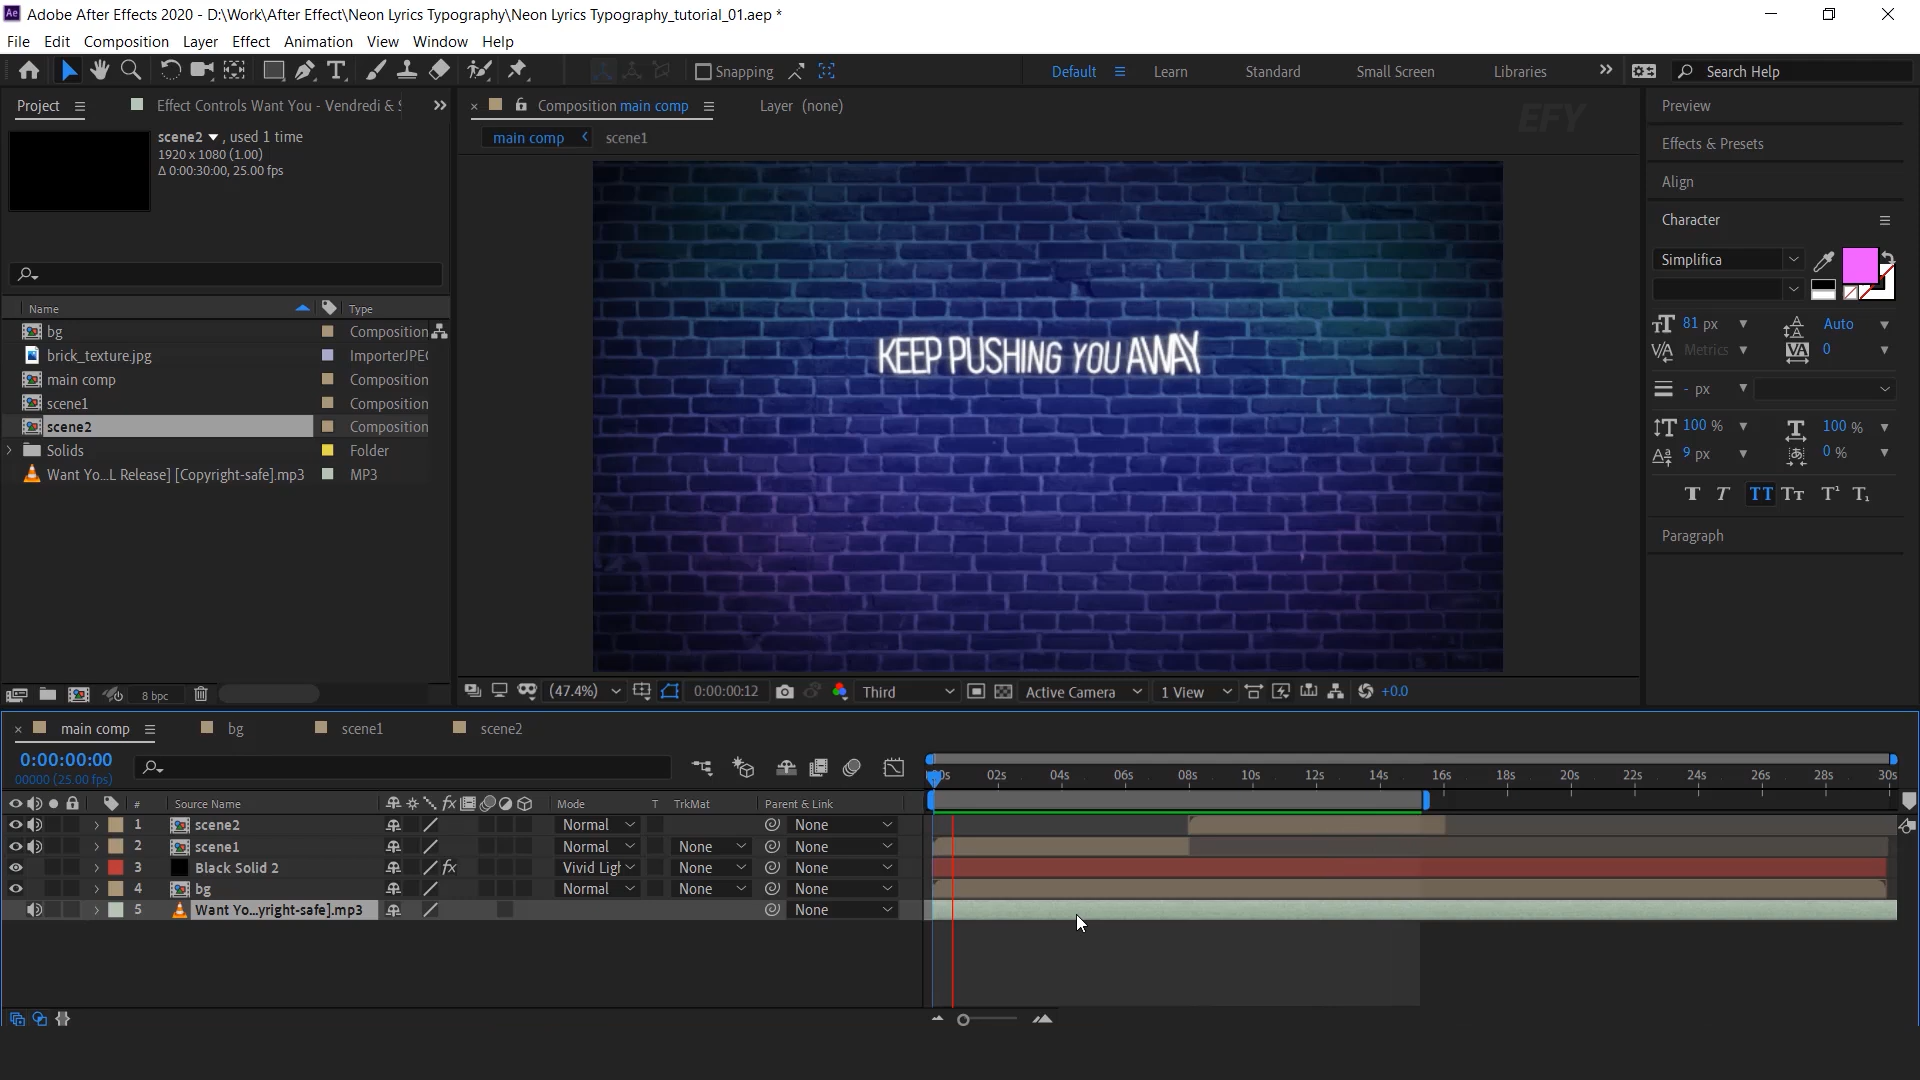 Ae Adobe After Effects 2020 - D:\Work\After Effect\Neon Lyrics Typography\Neon Lyrics Typography_tutorial_01.aep *
File Edit Composition Layer Effect Animation View Window Help
Snapping Default Learn Standard Small Screen Libraries Search Help
Project Effect Controls Want You - Vendredi &
Composition main comp Layer (none)
main comp scene1
EFY
scene2 , used 1 time
1920 x 1080 (1.00)
Δ 0:00:30:00, 25.00 fps
Name Type
bg Composition
brick_texture.jpg ImporterJPEG
main comp Composition
scene1 Composition
scene2 Composition
Solids Folder
Want Yo...L Release] [Copyright-safe].mp3 MP3
8 bpc
KEEP PUSHING YOU AWAY
(47.4%) 0:00:00:12 Third Active Camera 1 View +0.0
Preview
Effects & Presets
Align
Character
Simplifica
81 px Auto
Metrics 0
- px
100 % 100 %
9 px 0 %
T T TT Tт T¹ T₁
Paragraph
main comp bg scene1 scene2
0:00:00:00
00000 (25.00 fps)
# Source Name Mode T TrkMat Parent & Link
1 scene2 Normal None
2 scene1 Normal None None
3 Black Solid 2 fx Vivid Ligh None None
4 bg Normal None None
5 Want Yo...yright-safe].mp3 None
02s 04s 06s 08s 10s 12s 14s 16s 18s 20s 22s 24s 26s 28s 30s